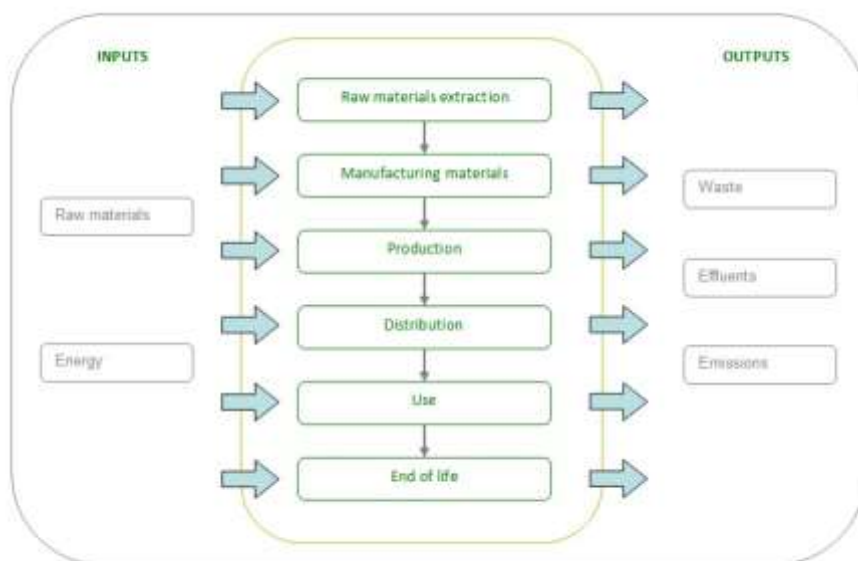 INPUTS
OUTPUTS
Raw materials extraction
Manufacturing materials
Waste
Raw materials
Production
Effluents
Distribution
Energy
Emissions
Use
End of life